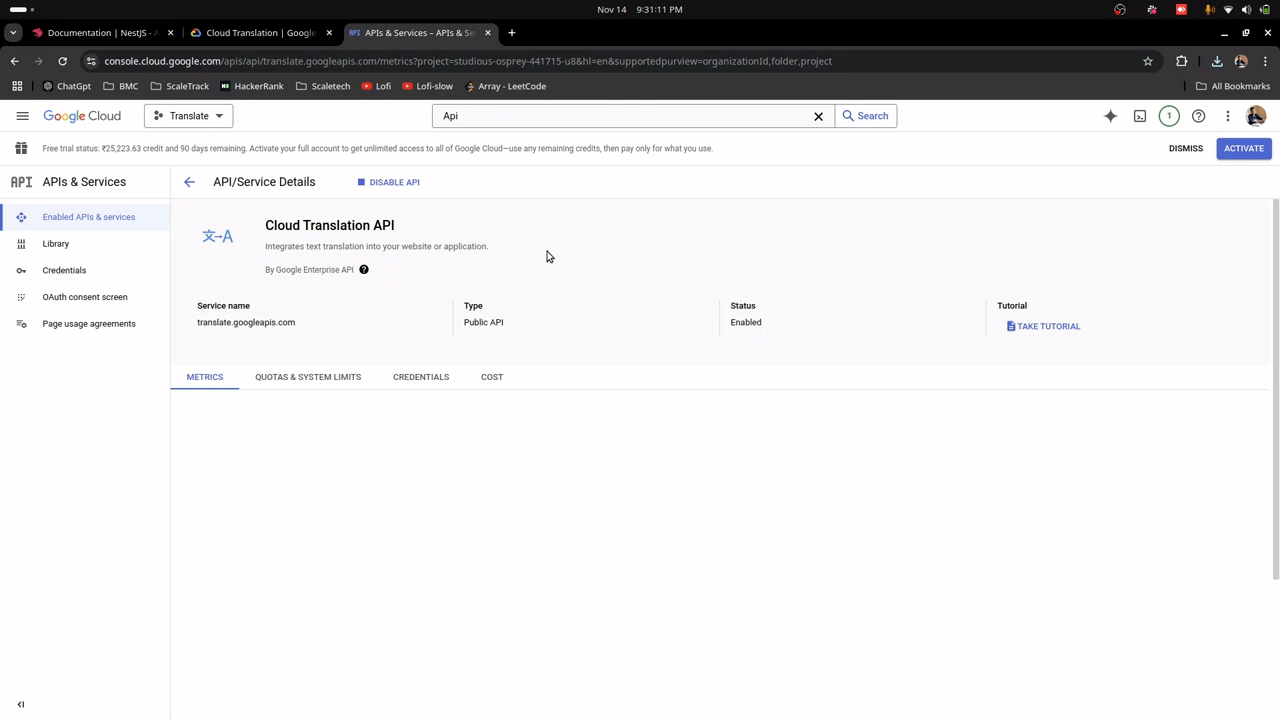 Nov 14 9:31:11 PM
Documentation | NestJS - A
Cloud Translation | Google
APIs & Services – APIs & Se
console.cloud.google.com/apis/api/translate.googleapis.com/metrics?project=studious-osprey-441715-u8&hl=en&supportedpurview=organizationId,folder,project
ChatGpt BMC ScaleTrack HackerRank Scaletech Lofi Lofi-slow Array - LeetCode All Bookmarks
Google Cloud Translate Api Search 1
Free trial status: ₹25,223.63 credit and 90 days remaining. Activate your full account to get unlimited access to all of Google Cloud—use any remaining credits, then pay only for what you use. DISMISS ACTIVATE
API APIs & Services
Enabled APIs & services
Library
Credentials
OAuth consent screen
Page usage agreements
API/Service Details DISABLE API
文→A
Cloud Translation API
Integrates text translation into your website or application.
By Google Enterprise API ?
Service name
translate.googleapis.com
Type
Public API
Status
Enabled
Tutorial
TAKE TUTORIAL
METRICS QUOTAS & SYSTEM LIMITS CREDENTIALS COST